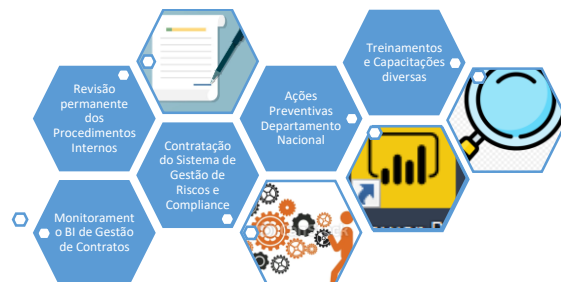 Revisão
permanente
dos
Procedimentos
Internos
Monitorament
o BI de Gestão
de Contratos
Contratação
do Sistema de
Gestão de
Riscos e
Compliance
Ações
Preventivas
Departamento
Nacional
Treinamentos
e Capacitações
diversas